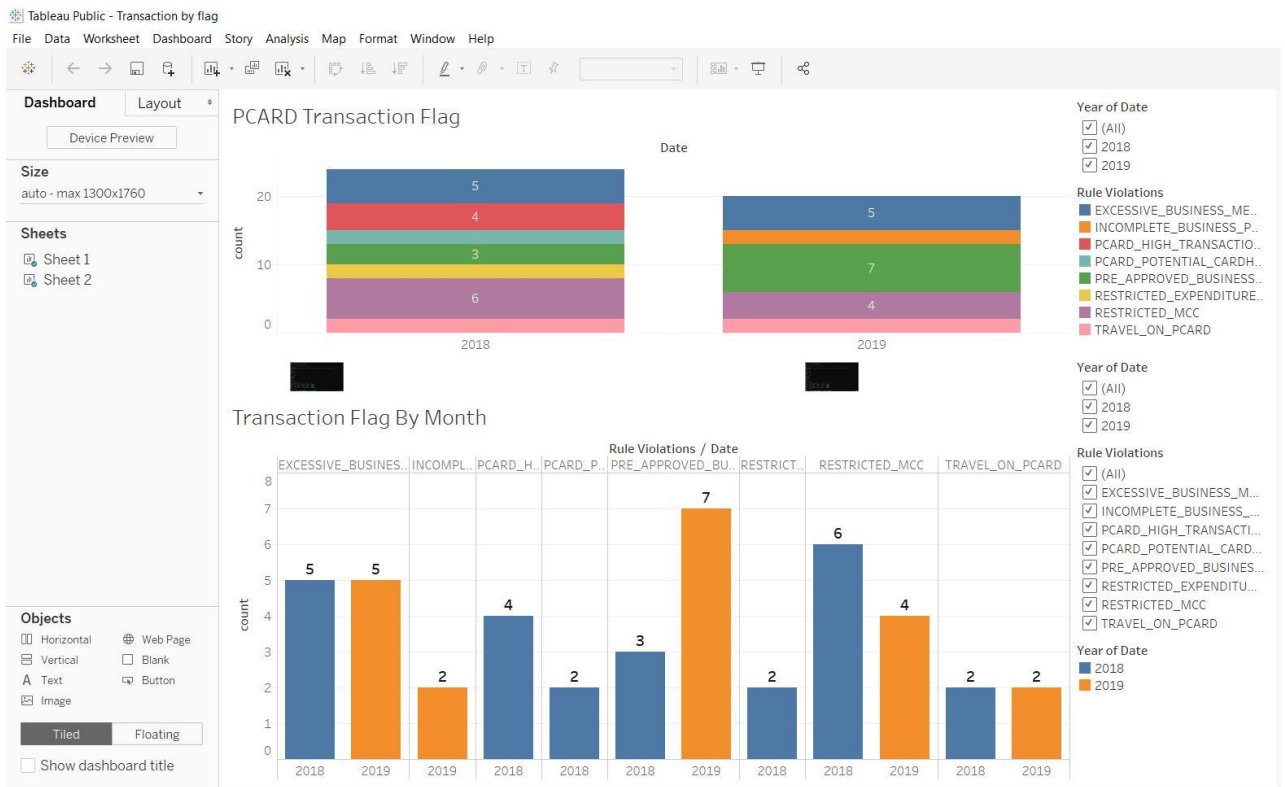 Tableau Public - Transaction by flag
File Data Worksheet Dashboard Story Analysis Map Format Window Help
Dashboard
Layout
Device Preview
Size
auto - max 1300x1760
Sheets
Sheet 1
Sheet 2
Objects
Horizontal Web Page
Vertical Blank
A Text Button
Image
Tiled Floating
Show dashboard title
PCARD Transaction Flag
Date
count
20
10
0
5
4
3
6
5
7
4
2018 2019
Transaction Flag By Month
Rule Violations / Date
EXCESSIVE_BUSINES.. INCOMPL.. PCARD_H.. PCARD_P.. PRE_APPROVED_BU.. RESTRICT.. RESTRICTED_MCC TRAVEL_ON_PCARD
count
8
7
6
5
4
3
2
1
0
5 5 2 4 2 3 7 2 6 4 2 2
2018 2019 2019 2018 2018 2018 2019 2018 2018 2019 2018 2019
Year of Date
(All)
2018
2019
Rule Violations
EXCESSIVE_BUSINESS_ME..
INCOMPLETE_BUSINESS_P..
PCARD_HIGH_TRANSACTIO..
PCARD_POTENTIAL_CARDH..
PRE_APPROVED_BUSINESS..
RESTRICTED_EXPENDITURE..
RESTRICTED_MCC
TRAVEL_ON_PCARD
Year of Date
(All)
2018
2019
Rule Violations
(All)
EXCESSIVE_BUSINESS_M...
INCOMPLETE_BUSINESS_...
PCARD_HIGH_TRANSACTI...
PCARD_POTENTIAL_CARD...
PRE_APPROVED_BUSINES...
RESTRICTED_EXPENDITU...
RESTRICTED_MCC
TRAVEL_ON_PCARD
Year of Date
2018
2019